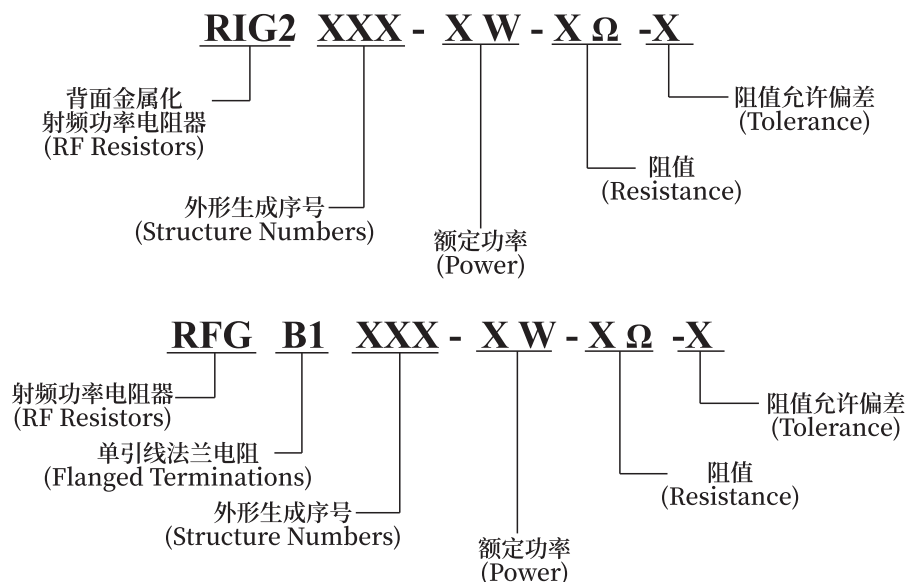 RIG2 XXX - X W - X Ω -X
背面金属化
射频功率电阻器
(RF Resistors)
阻值允许偏差
(Tolerance)
阻值
(Resistance)
外形生成序号
(Structure Numbers)
额定功率
(Power)
RFG B1 XXX - X W - X Ω -X
射频功率电阻器
(RF Resistors)
阻值允许偏差
(Tolerance)
单引线法兰电阻
(Flanged Terminations)
阻值
(Resistance)
外形生成序号
(Structure Numbers)
额定功率
(Power)